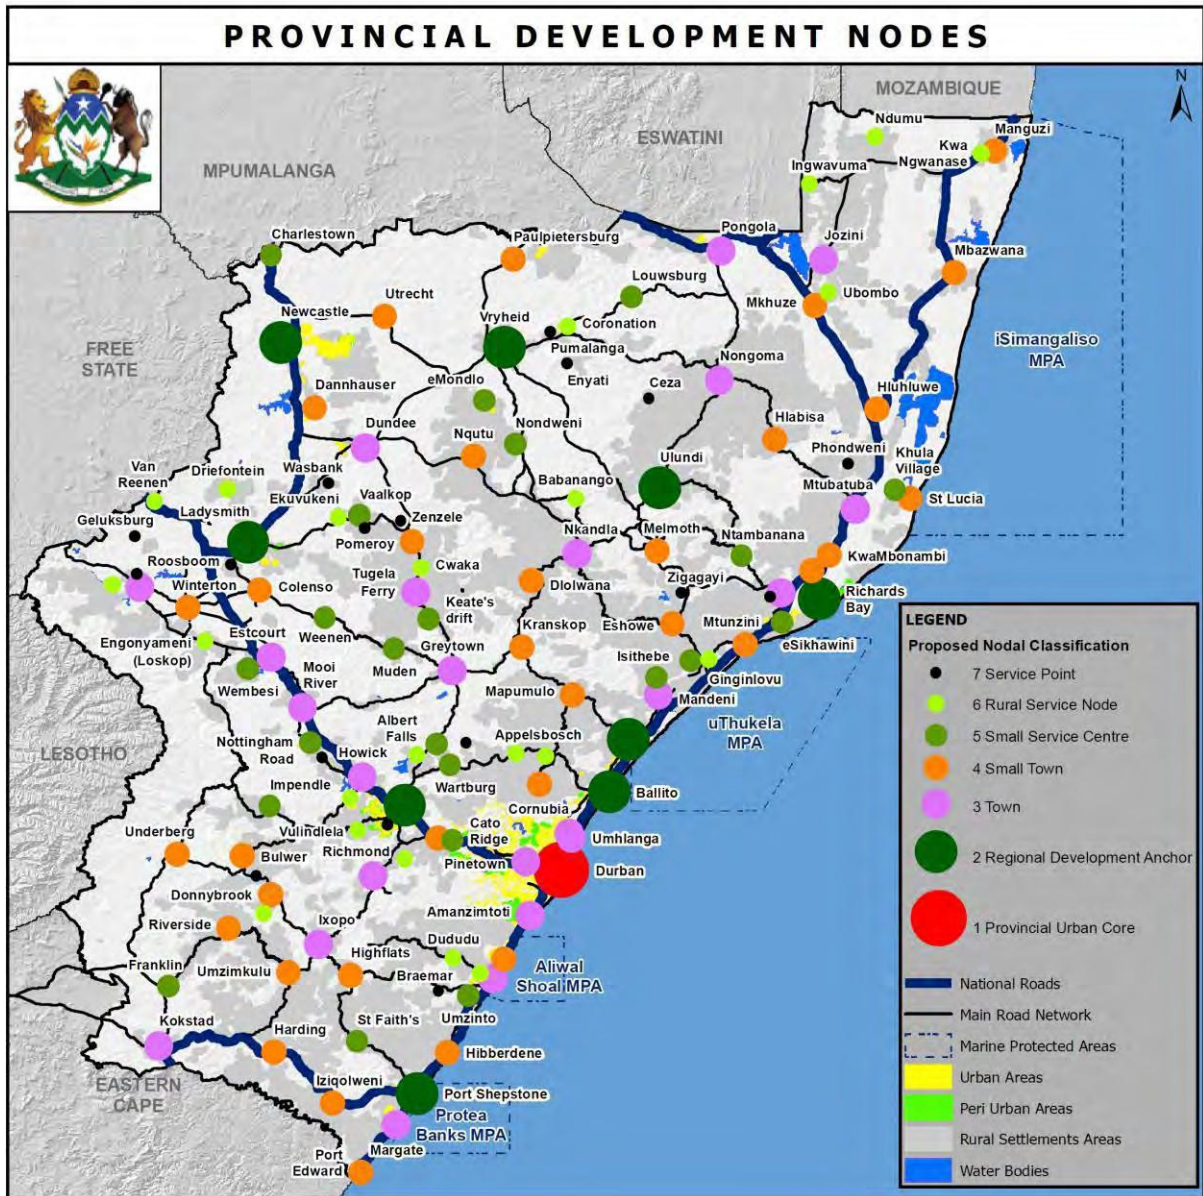 PROVINCIAL DEVELOPMENT NODES
MOZAMBIQUE
N
ESWATINI
MPUMALANGA
FREE
STATE
LESOTHO
EASTERN
CAPE
Ndumu
Manguzi
Kwa
Ngwanase
Ingwavuma
Charlestown
Paulpietersburg
Pongola
Jozini
Mbazwana
Louwsburg
Utrecht
Mkhuze
Ubombo
Newcastle
Vryheid
Coronation
Pumalanga
Enyati
Nongoma
iSimangaliso
MPA
Dannhauser
eMondlo
Ceza
Hluhluwe
Dundee
Nondweni
Hlabisa
Nqutu
Phondweni
Van
Reenen
Driefontein
Wasbank
Ulundi
Khula
Village
Ekuvukeni
Vaalkop
Babanango
Mtubatuba
St Lucia
Ladysmith
Geluksburg
Zenzele
Pomeroy
Nkandla
Melmoth
Ntambanana
KwaMbonambi
Roosboom
Cwaka
Winterton
Colenso
Tugela
Ferry
Dlolwana
Zigagayi
Richards
Bay
Keate's
drift
Engonyameni
(Loskop)
Estcourt
Weenen
Kranskop
Eshowe
Mtunzini
eSikhawini
Muden
Greytown
Isithebe
Wembesi
Mooi
River
Mapumulo
Ginginlovu
Mandeni
Albert
Falls
Appelsbosch
uThukela
MPA
Nottingham
Road
Howick
Impendle
Wartburg
Ballito
Cornubia
Underberg
Vulindleia
Cato
Ridge
Umhlanga
Bulwer
Richmond
Pinetown
Durban
Donnybrook
Amanzimtoti
Riverside
Ixopo
Dududu
Highflats
Franklin
Umzimkulu
Braemar
Aliwal
Shoal MPA
Kokstad
St Faith's
Umzinto
Harding
Hibberdene
Iziqolweni
Port Shepstone
Protea
Banks MPA
Margate
Port
Edward
LEGEND
Proposed Nodal Classification
7 Service Point
6 Rural Service Node
5 Small Service Centre
4 Small Town
3 Town
2 Regional Development Anchor
1 Provincial Urban Core
National Roads
Main Road Network
Marine Protected Areas
Urban Areas
Peri Urban Areas
Rural Settlements Areas
Water Bodies